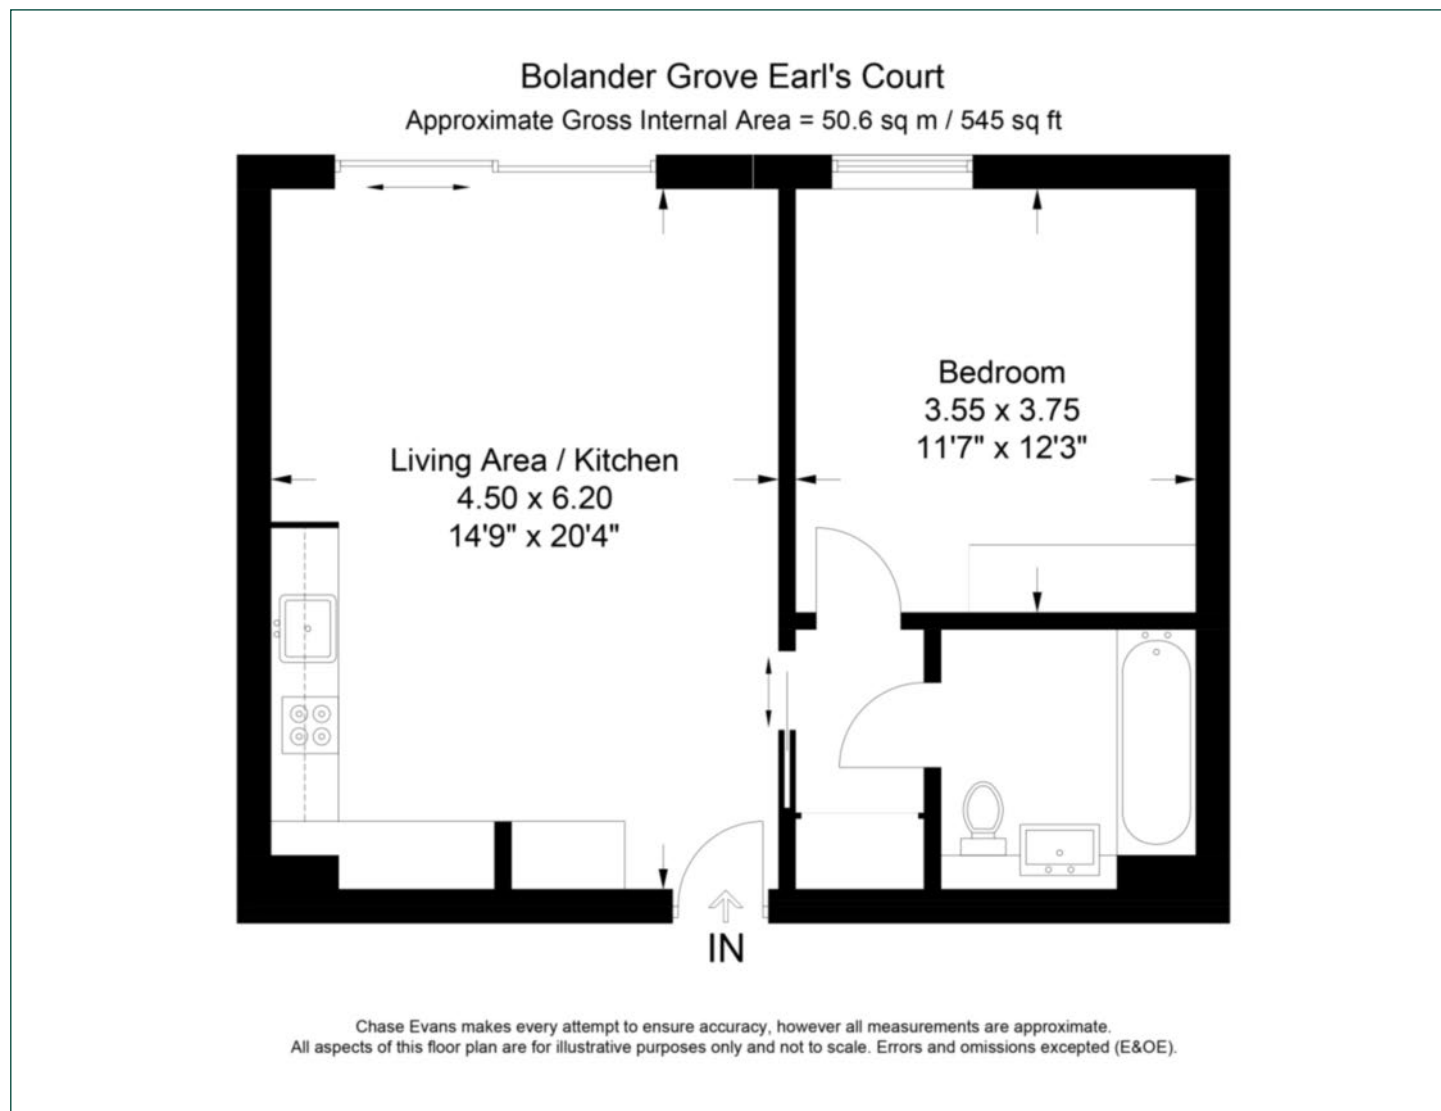 Bolander Grove Earl's Court
Approximate Gross Internal Area = 50.6 sq m / 545 sq ft
Bedroom
3.55 x 3.75
11'7" x 12'3"
Living Area / Kitchen
4.50 x 6.20
14'9" x 20'4"
IN
Chase Evans makes every attempt to ensure accuracy, however all measurements are approximate.
All aspects of this floor plan are for illustrative purposes only and not to scale. Errors and omissions excepted (E&OE).